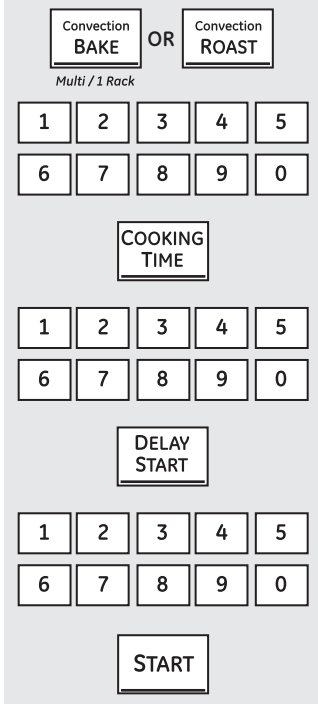 Convection Convection
BAKE OR ROAST
Multi / 1 Rack
1 2 3 4 5
6 7 8 9 0
COOKING
TIME
1 2 3 4 5
6 7 8 9 0
DELAY
START
1 2 3 4 5
6 7 8 9 0
START